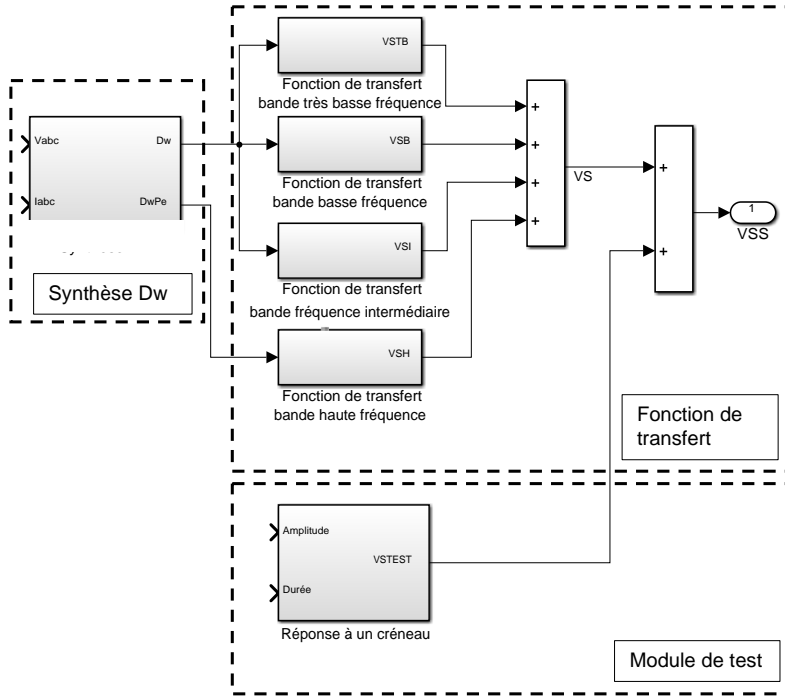 VSTB
Fonction de transfert
bande très basse fréquence
Vabc
Dw
Iabc
DwPe
Synthèse Dw
VSB
Fonction de transfert
bande basse fréquence
VSI
Fonction de transfert
bande fréquence intermédiaire
VSH
Fonction de transfert
bande haute fréquence
+
+
+
+
VS
+
+
1
VSS
Fonction de
transfert
Amplitude
VSTEST
Durée
Réponse à un créneau
Module de test